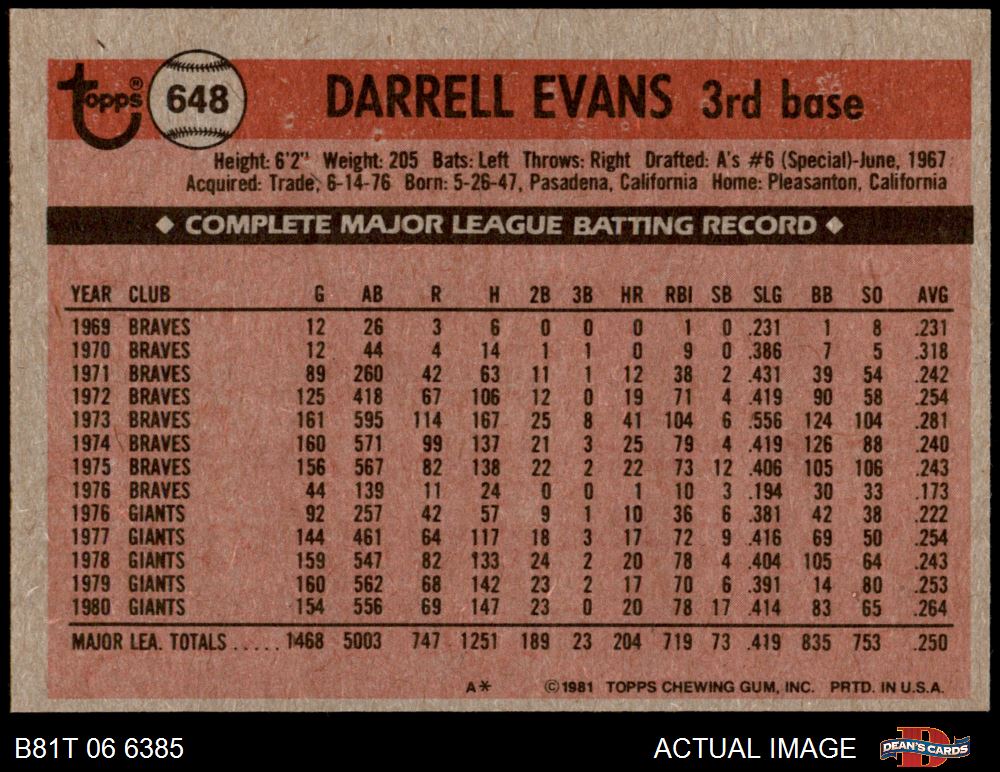 Topps® 648 DARRELL EVANS 3rd base
Height: 6'2" Weight: 205 Bats: Left Throws: Right Drafted: A's #6 (Special)-June, 1967
Acquired: Trade, 6-14-76 Born: 5-26-47, Pasadena, California Home: Pleasanton, California
◆ COMPLETE MAJOR LEAGUE BATTING RECORD ◆
YEAR CLUB G AB R H 2B 3B HR RBI SB SLG BB SO AVG
1969 BRAVES 12 26 3 6 0 0 0 1 0 .231 1 8 .231
1970 BRAVES 12 44 4 14 1 1 0 9 0 .386 7 5 .318
1971 BRAVES 89 260 42 63 11 1 12 38 2 .431 39 54 .242
1972 BRAVES 125 418 67 106 12 0 19 71 4 .419 90 58 .254
1973 BRAVES 161 595 114 167 25 8 41 104 6 .556 124 104 .281
1974 BRAVES 160 571 99 137 21 3 25 79 4 .419 126 88 .240
1975 BRAVES 156 567 82 138 22 2 22 73 12 .406 105 106 .243
1976 BRAVES 44 139 11 24 0 0 1 10 3 .194 30 33 .173
1976 GIANTS 92 257 42 57 9 1 10 36 6 .381 42 38 .222
1977 GIANTS 144 461 64 117 18 3 17 72 9 .416 69 50 .254
1978 GIANTS 159 547 82 133 24 2 20 78 4 .404 105 64 .243
1979 GIANTS 160 562 68 142 23 2 17 70 6 .391 14 80 .253
1980 GIANTS 154 556 69 147 23 0 20 78 17 .414 83 65 .264
MAJOR LEA. TOTALS ..... 1468 5003 747 1251 189 23 204 719 73 .419 835 753 .250
A* ©1981 TOPPS CHEWING GUM, INC. PRTD. IN U.S.A.
B81T 06 6385 ACTUAL IMAGE DEAN'S CARDS